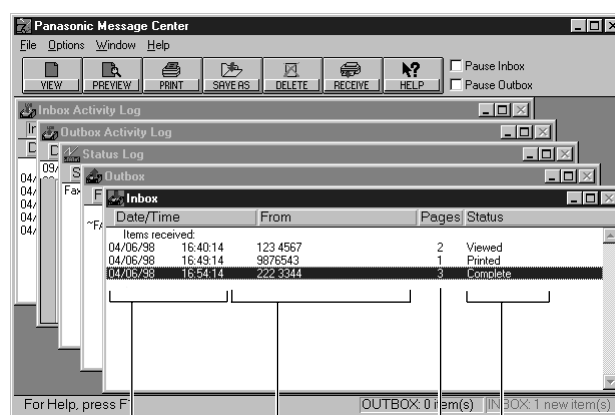 Panasonic Message Center
File Options Window Help
VIEW PREVIEW PRINT SAVE AS DELETE RECEIVE HELP
Pause Inbox
Pause Outbox
Inbox Activity Log
Outbox Activity Log
Status Log
Outbox
Inbox
Date/Time From Pages Status
Items received:
04/06/98 16:40:14 123 4567 2 Viewed
04/06/98 16:49:14 9876543 1 Printed
04/06/98 16:54:14 222 3344 3 Complete
For Help, press F OUTBOX: 0 item(s) INBOX: 1 new item(s)